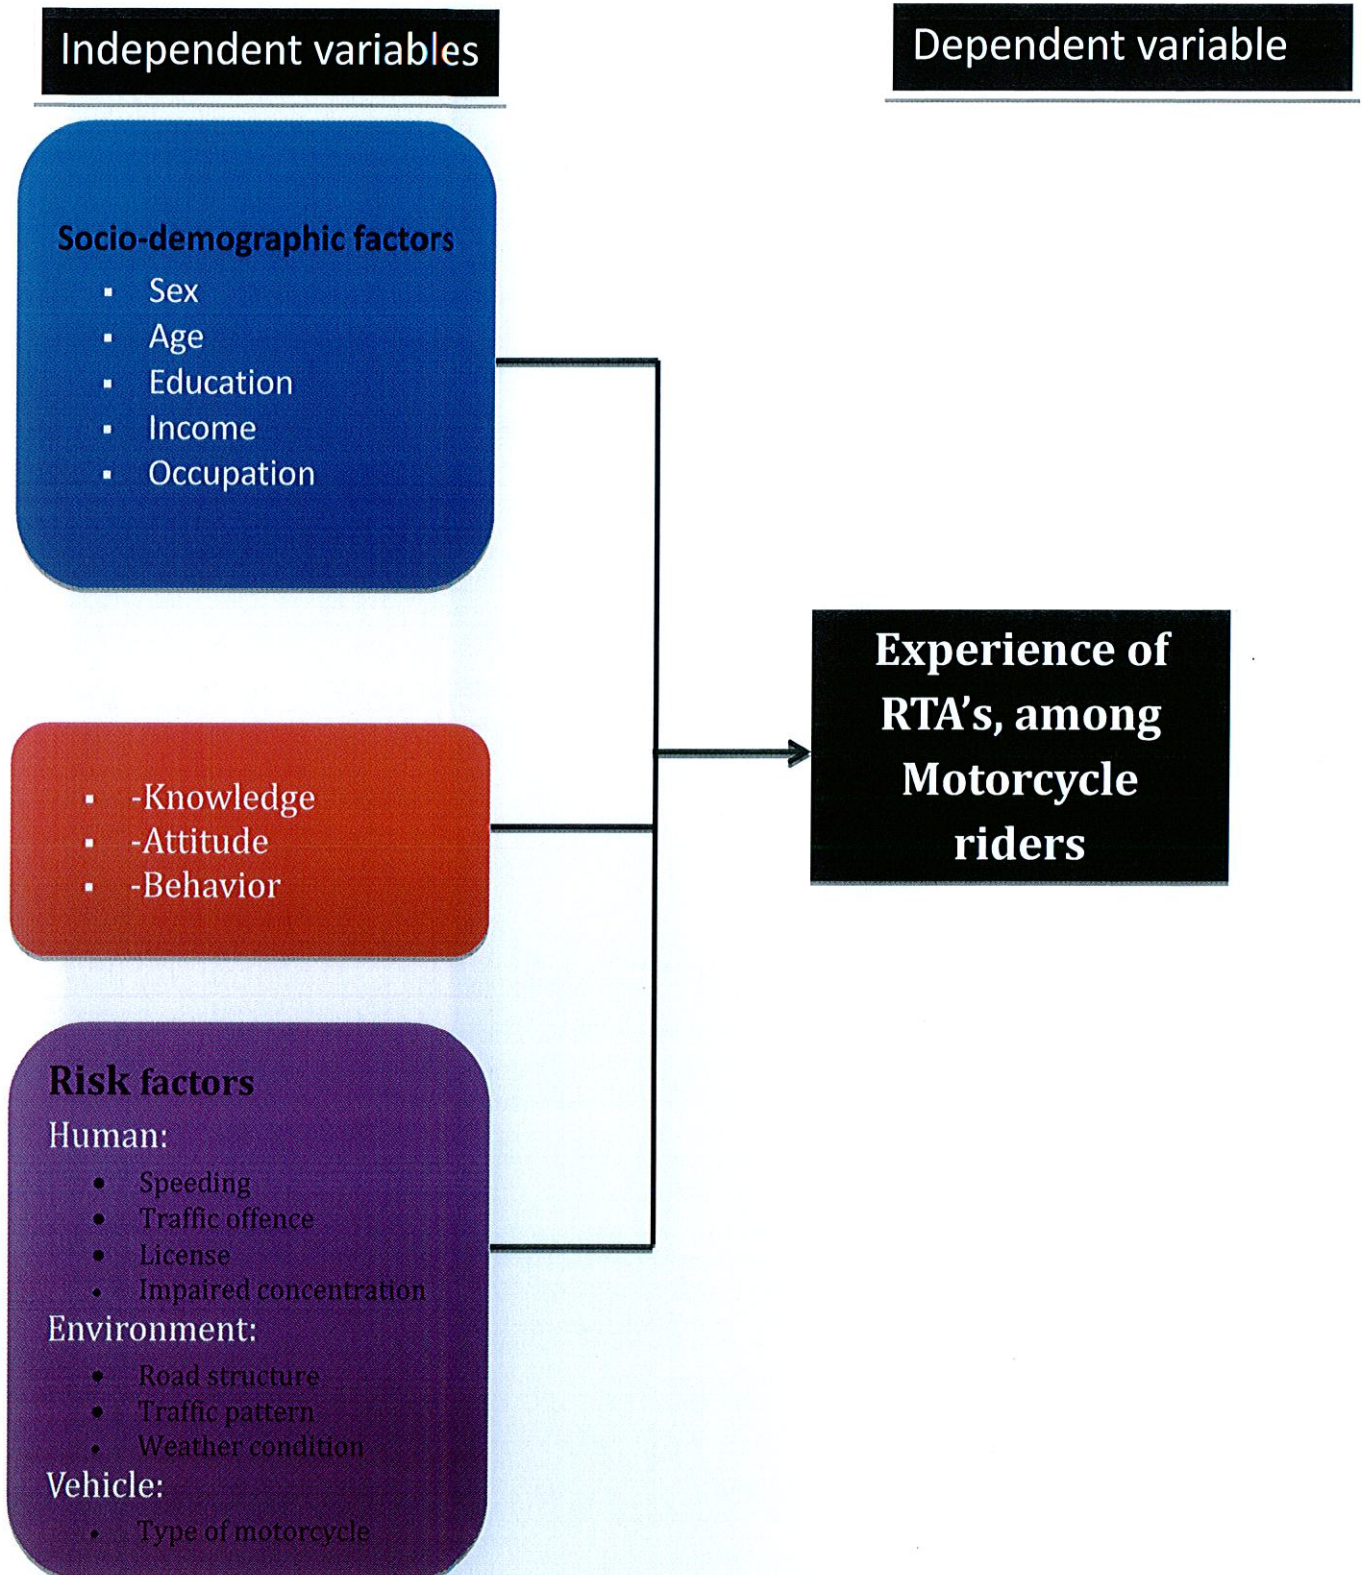 Independent variables
Dependent variable
Socio-demographic factors
▪ Sex
▪ Age
▪ Education
▪ Income
▪ Occupation
▪ -Knowledge
▪ -Attitude
▪ -Behavior
Risk factors
Human:
• Speeding
• Traffic offence
• License
• Impaired concentration
Environment:
• Road structure
• Traffic pattern
• Weather condition
Vehicle:
• Type of motorcycle
Experience of
RTA’s, among
Motorcycle
riders